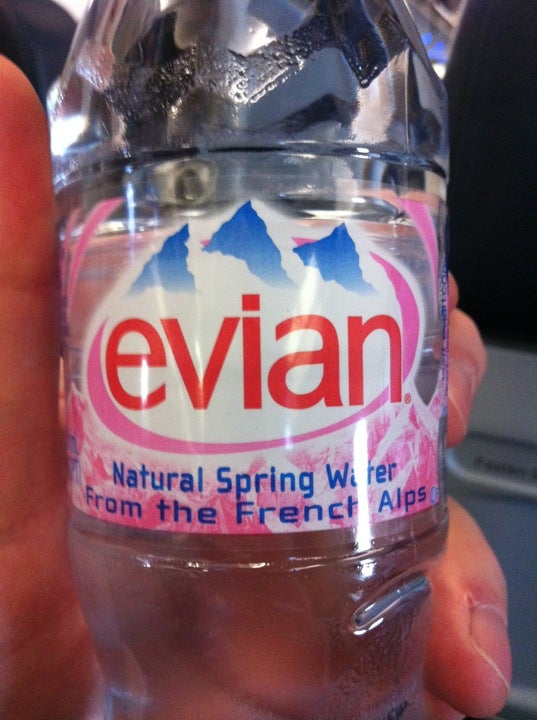 evian®
Natural Spring Water
From the French Alps